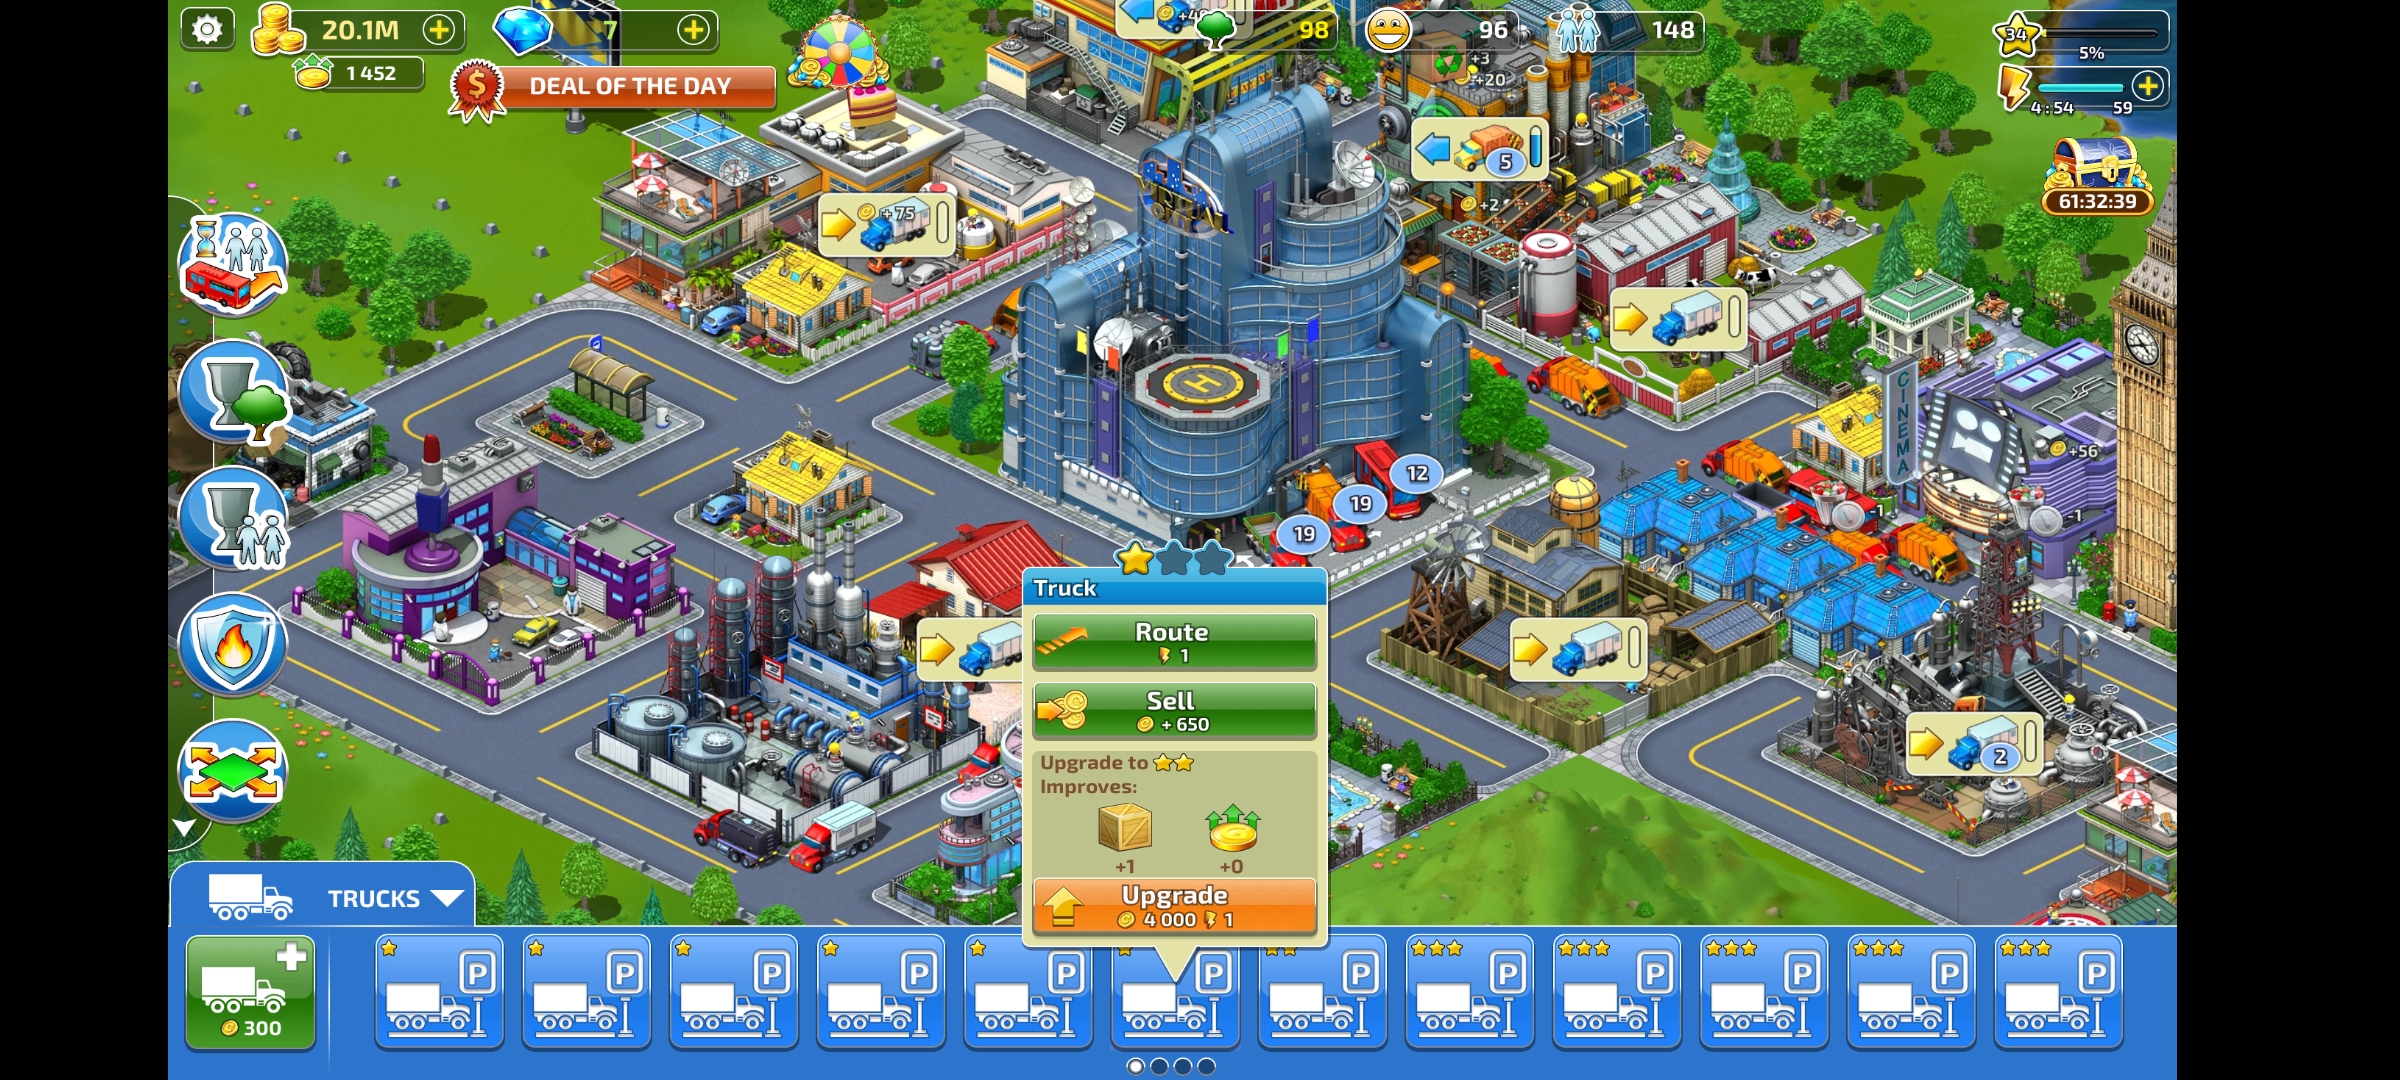 20.1M
7
98
96
148
34
5%
1 452
DEAL OF THE DAY
4:54
59
61:32:39
+3
+20
5
+75
+2
CINEMA
+56
-1
-1
12
19
19
2
H
Truck
Route
1
Sell
+ 650
Upgrade to
Improves:
+1
+0
Upgrade
4 000
1
TRUCKS
300
P
P
P
P
P
P
P
P
P
P
P
P